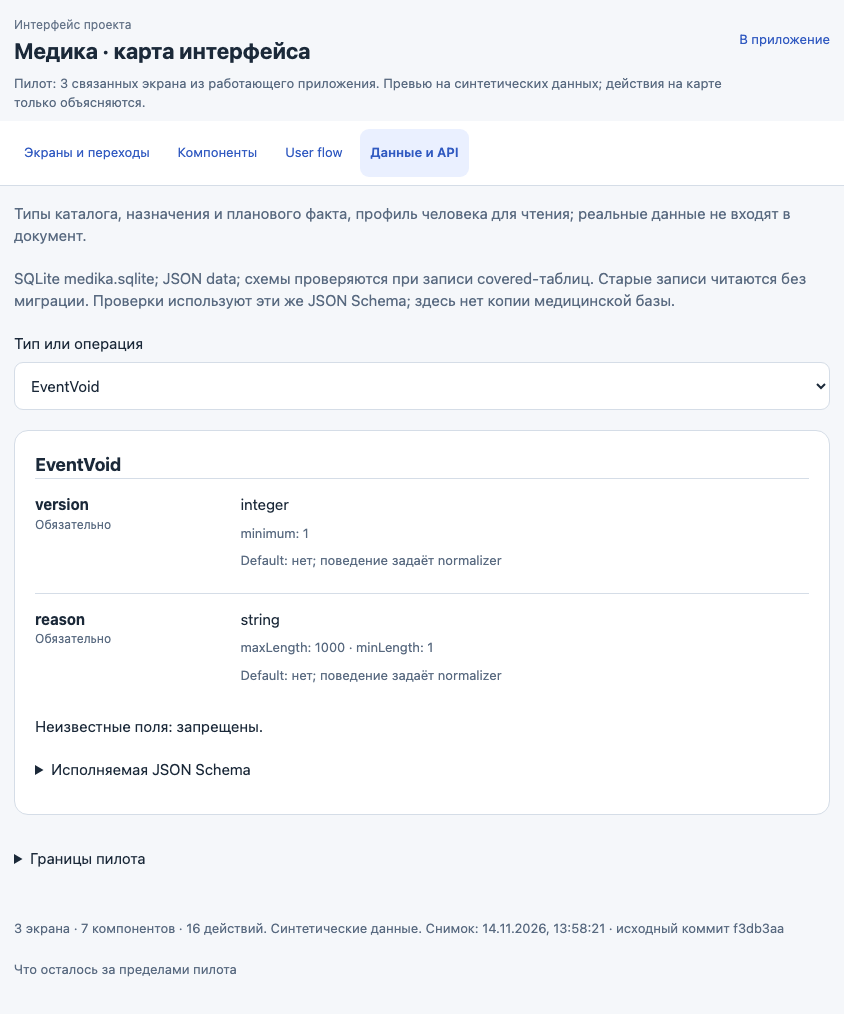 Интерфейс проекта
Медика · карта интерфейса
В приложение
Пилот: 3 связанных экрана из работающего приложения. Превью на синтетических данных; действия на карте
только объясняются.
Экраны и переходы
Компоненты
User flow
Данные и API
Типы каталога, назначения и планового факта, профиль человека для чтения; реальные данные не входят в
документ.
SQLite medika.sqlite; JSON data; схемы проверяются при записи covered-таблиц. Старые записи читаются без
миграции. Проверки используют эти же JSON Schema; здесь нет копии медицинской базы.
Тип или операция
EventVoid
EventVoid
version
Обязательно
integer
minimum: 1
Default: нет; поведение задаёт normalizer
reason
Обязательно
string
maxLength: 1000 · minLength: 1
Default: нет; поведение задаёт normalizer
Неизвестные поля: запрещены.
Исполняемая JSON Schema
Границы пилота
3 экрана · 7 компонентов · 16 действий. Синтетические данные. Снимок: 14.11.2026, 13:58:21 · исходный коммит f3db3aa
Что осталось за пределами пилота